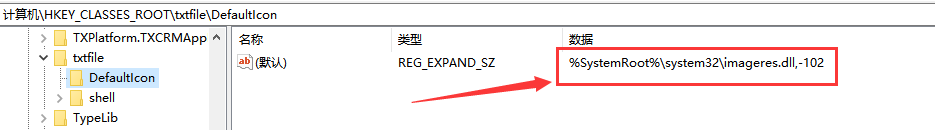 计算机\HKEY_CLASSES_ROOT\txtfile\DefaultIcon
TXPlatform.TXCRMApp
txtfile
DefaultIcon
shell
TypeLib
名称 类型 数据
ab (默认) REG_EXPAND_SZ %SystemRoot%\system32\imageres.dll,-102